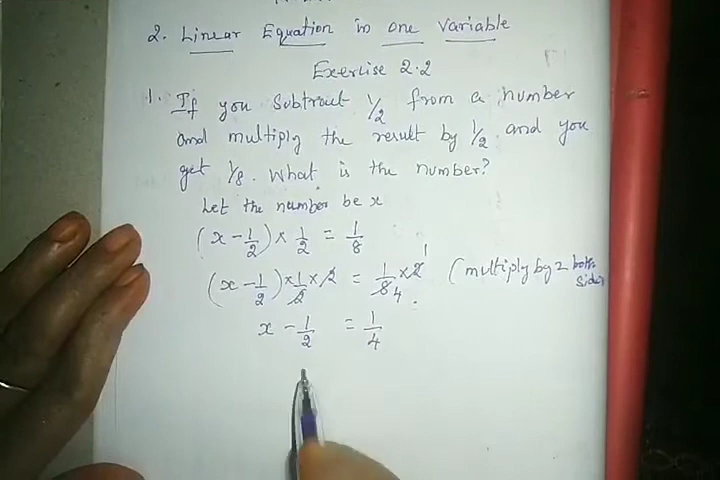 2. Linear Equation in one Variable
Exercise 2.2
1. If you Subtract 1/2 from a number
and multiply the result by 1/2 and you
get 1/8. What is the number?
Let the number be x
(x - 1/2) × 1/2 = 1/8
(x - 1/2) × 1/2 × 2 = 1/8 4 × 2 1 (multiply by 2 both sides
x - 1/2 = 1/4